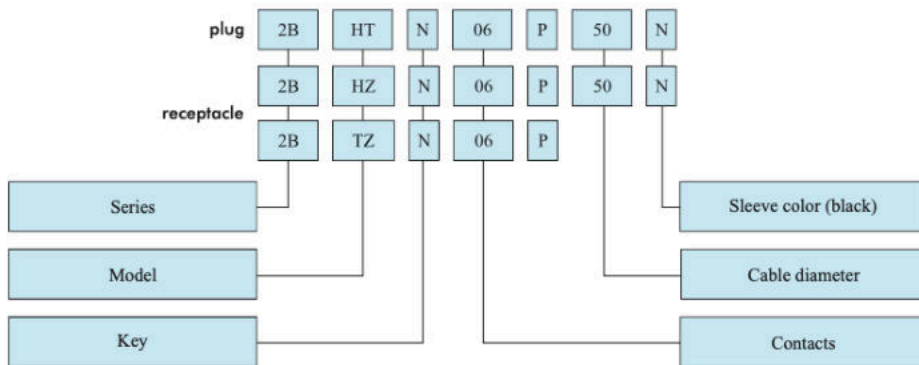 plug 2B HT N 06 P 50 N
2B HZ N 06 P 50 N
receptacle
2B TZ N 06 P
Series Sleeve color (black)
Model Cable diameter
Key Contacts